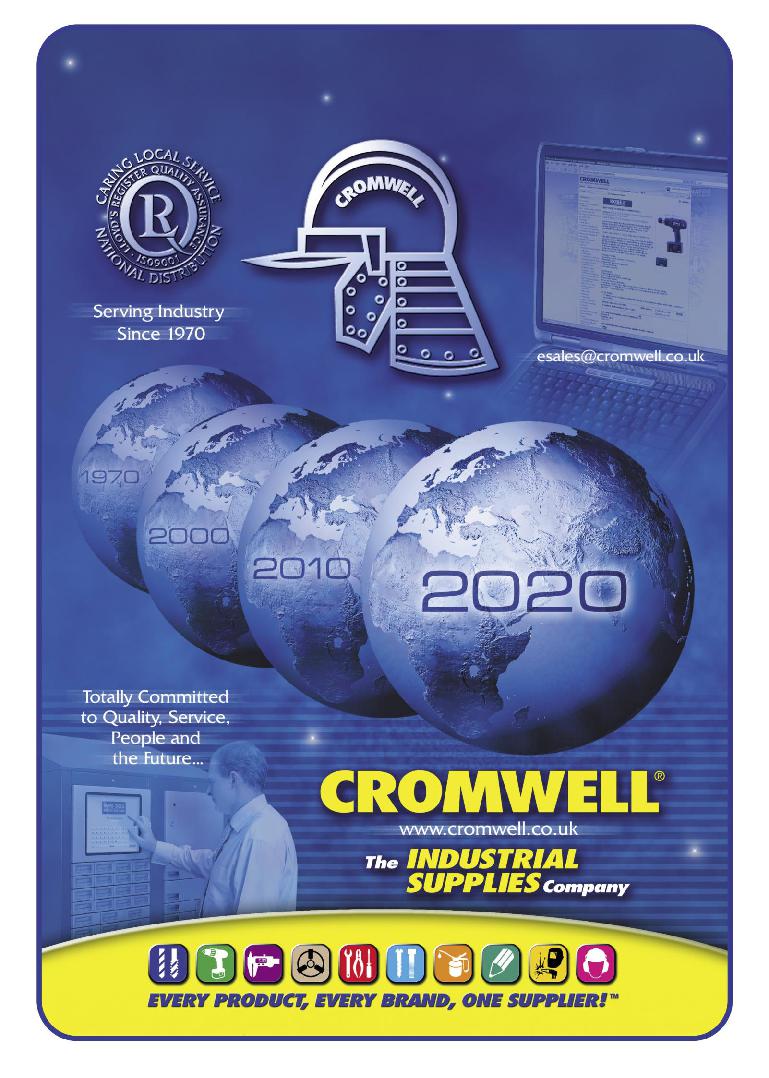 CARING LOCAL SERVICE
LLOYD'S REGISTER QUALITY ASSURANCE
LRQ
ISO9001
NATIONAL DISTRIBUTION
CROMWELL
CROMWELL
Serving Industry
Since 1970
esales@cromwell.co.uk
1970
2000
2010
2020
Totally Committed
to Quality, Service,
People and
the Future...
CROMWELL®
www.cromwell.co.uk
The INDUSTRIAL
SUPPLIES Company
EVERY PRODUCT, EVERY BRAND, ONE SUPPLIER!™